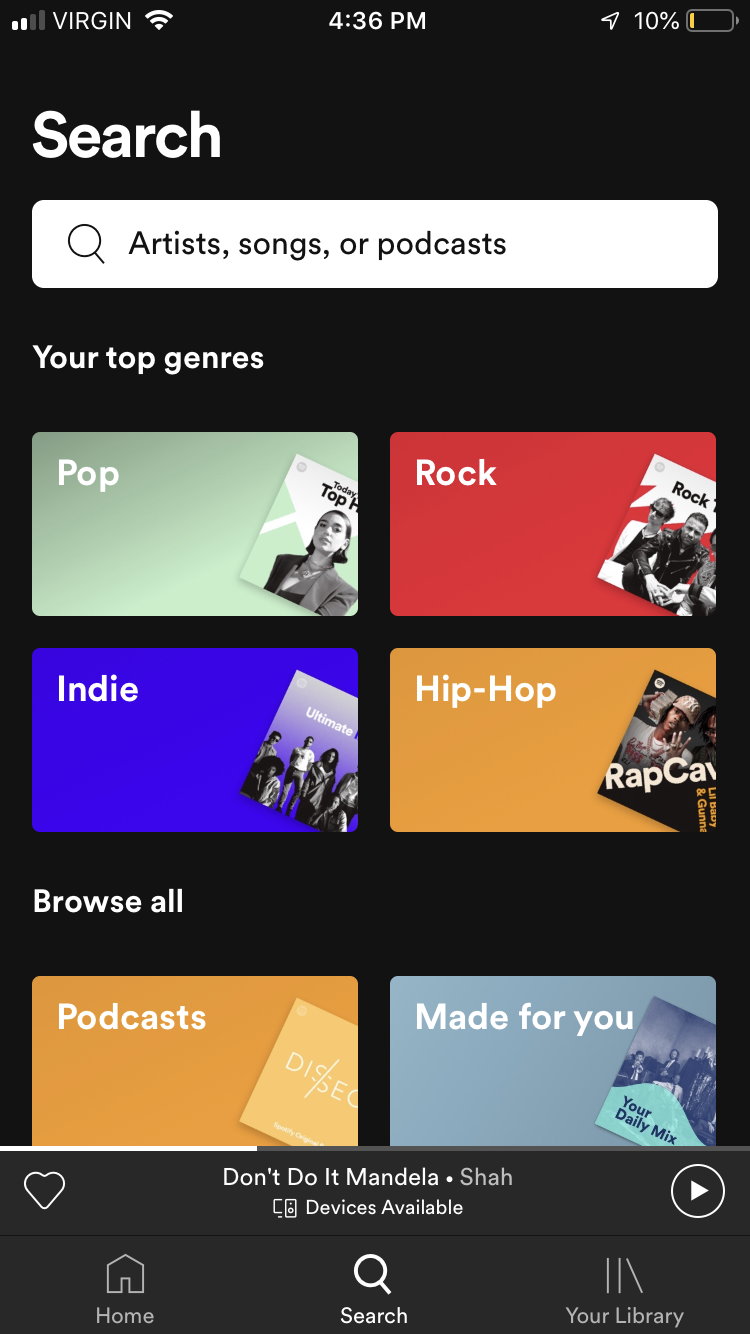 VIRGIN 4:36 PM 10%
Search
Artists, songs, or podcasts
Your top genres
Pop
Today
Top H
Rock
Rock
Indie
Ultimate
Hip-Hop
RapCav
Lil Baby
& Gunna
Browse all
Podcasts
DISSEC
Spotify Original
Made for you
Your
Daily Mix
Don't Do It Mandela • Shah
Devices Available
Home Search Your Library